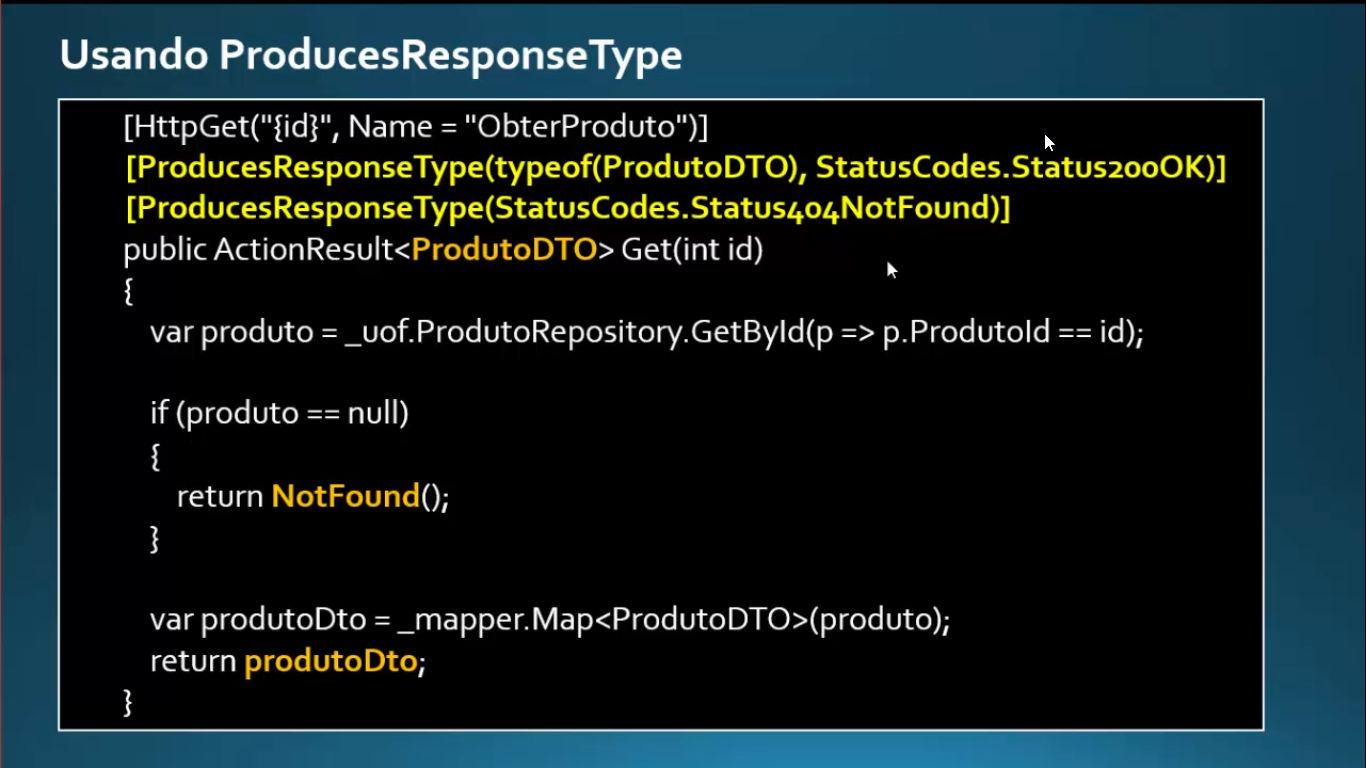 Usando ProducesResponseType
[HttpGet("{id}", Name = "ObterProduto")]
[ProducesResponseType(typeof(ProdutoDTO), StatusCodes.Status200OK)]
[ProducesResponseType(StatusCodes.Status404NotFound)]
public ActionResult<ProdutoDTO> Get(int id)
{
var produto = _uof.ProdutoRepository.GetById(p => p.ProdutoId == id);
if (produto == null)
{
return NotFound();
}
var produtoDto = _mapper.Map<ProdutoDTO>(produto);
return produtoDto;
}